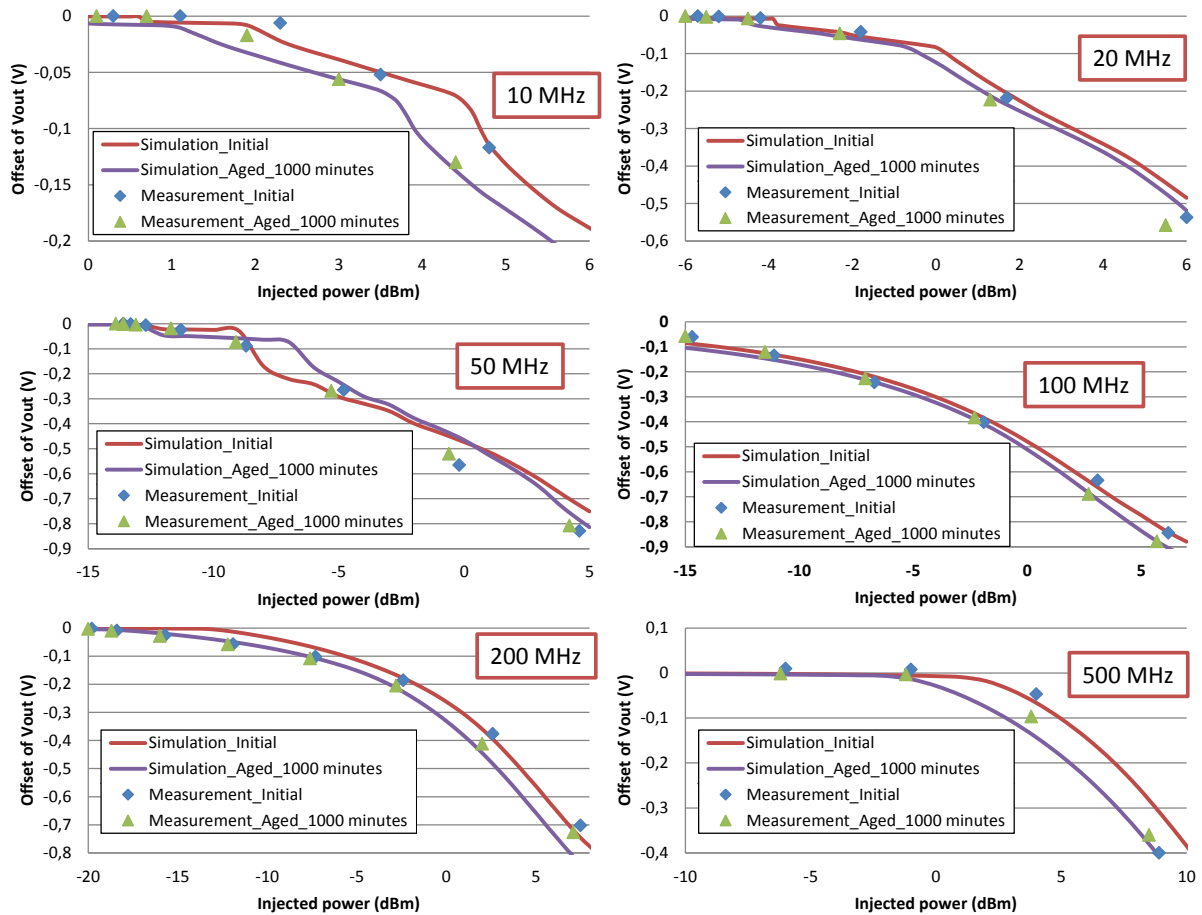 Offset of Vout (V)
0
-0,05
-0,1
-0,15
-0,2
0 1 2 3 4 5 6
Injected power (dBm)
10 MHz
Simulation_Initial
Simulation_Aged_1000 minutes
Measurement_Initial
Measurement_Aged_1000 minutes
Offset of Vout (V)
0
-0,1
-0,2
-0,3
-0,4
-0,5
-0,6
-6 -4 -2 0 2 4 6
Injected power (dBm)
20 MHz
Simulation_Initial
Simulation_Aged_1000 minutes
Measurement_Initial
Measurement_Aged_1000 minutes
Offset of Vout (V)
0
-0,1
-0,2
-0,3
-0,4
-0,5
-0,6
-0,7
-0,8
-0,9
-15 -10 -5 0 5
Injected power (dBm)
50 MHz
Simulation_Initial
Simulation_Aged_1000 minutes
Measurement_Initial
Measurement_Aged_1000 minutes
Offset of Vout (V)
0
-0,1
-0,2
-0,3
-0,4
-0,5
-0,6
-0,7
-0,8
-0,9
-15 -10 -5 0 5
Injected power (dBm)
100 MHz
Simulation_Initial
Simulation_Aged_1000 minutes
Measurement_Initial
Measurement_Aged_1000 minutes
Offset of Vout (V)
0
-0,1
-0,2
-0,3
-0,4
-0,5
-0,6
-0,7
-0,8
-20 -15 -10 -5 0 5
Injected power (dBm)
200 MHz
Simulation_Initial
Simulation_Aged_1000 minutes
Measurement_Initial
Measurement_Aged_1000 minutes
Offset of Vout (V)
0,1
0
-0,1
-0,2
-0,3
-0,4
-10 -5 0 5 10
Injected power (dBm)
500 MHz
Simulation_Initial
Simulation_Aged_1000 minutes
Measurement_Initial
Measurement_Aged_1000 minutes